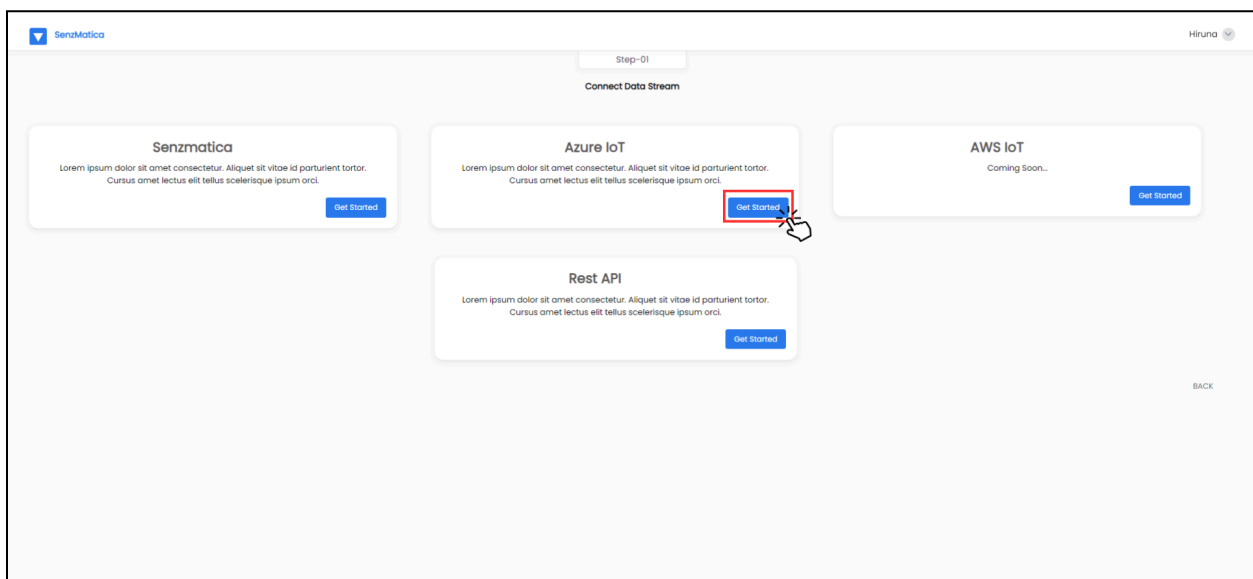 SenzMatica
Hiruna
Step-01
Connect Data Stream
Senzmatica
Lorem ipsum dolor sit amet consectetur. Aliquet sit vitae id parturient tortor.
Cursus amet lectus elit tellus scelerisque ipsum orci.
Get Started
Azure IoT
Lorem ipsum dolor sit amet consectetur. Aliquet sit vitae id parturient tortor.
Cursus amet lectus elit tellus scelerisque ipsum orci.
Get Started
AWS IoT
Coming Soon...
Get Started
Rest API
Lorem ipsum dolor sit amet consectetur. Aliquet sit vitae id parturient tortor.
Cursus amet lectus elit tellus scelerisque ipsum orci.
Get Started
BACK